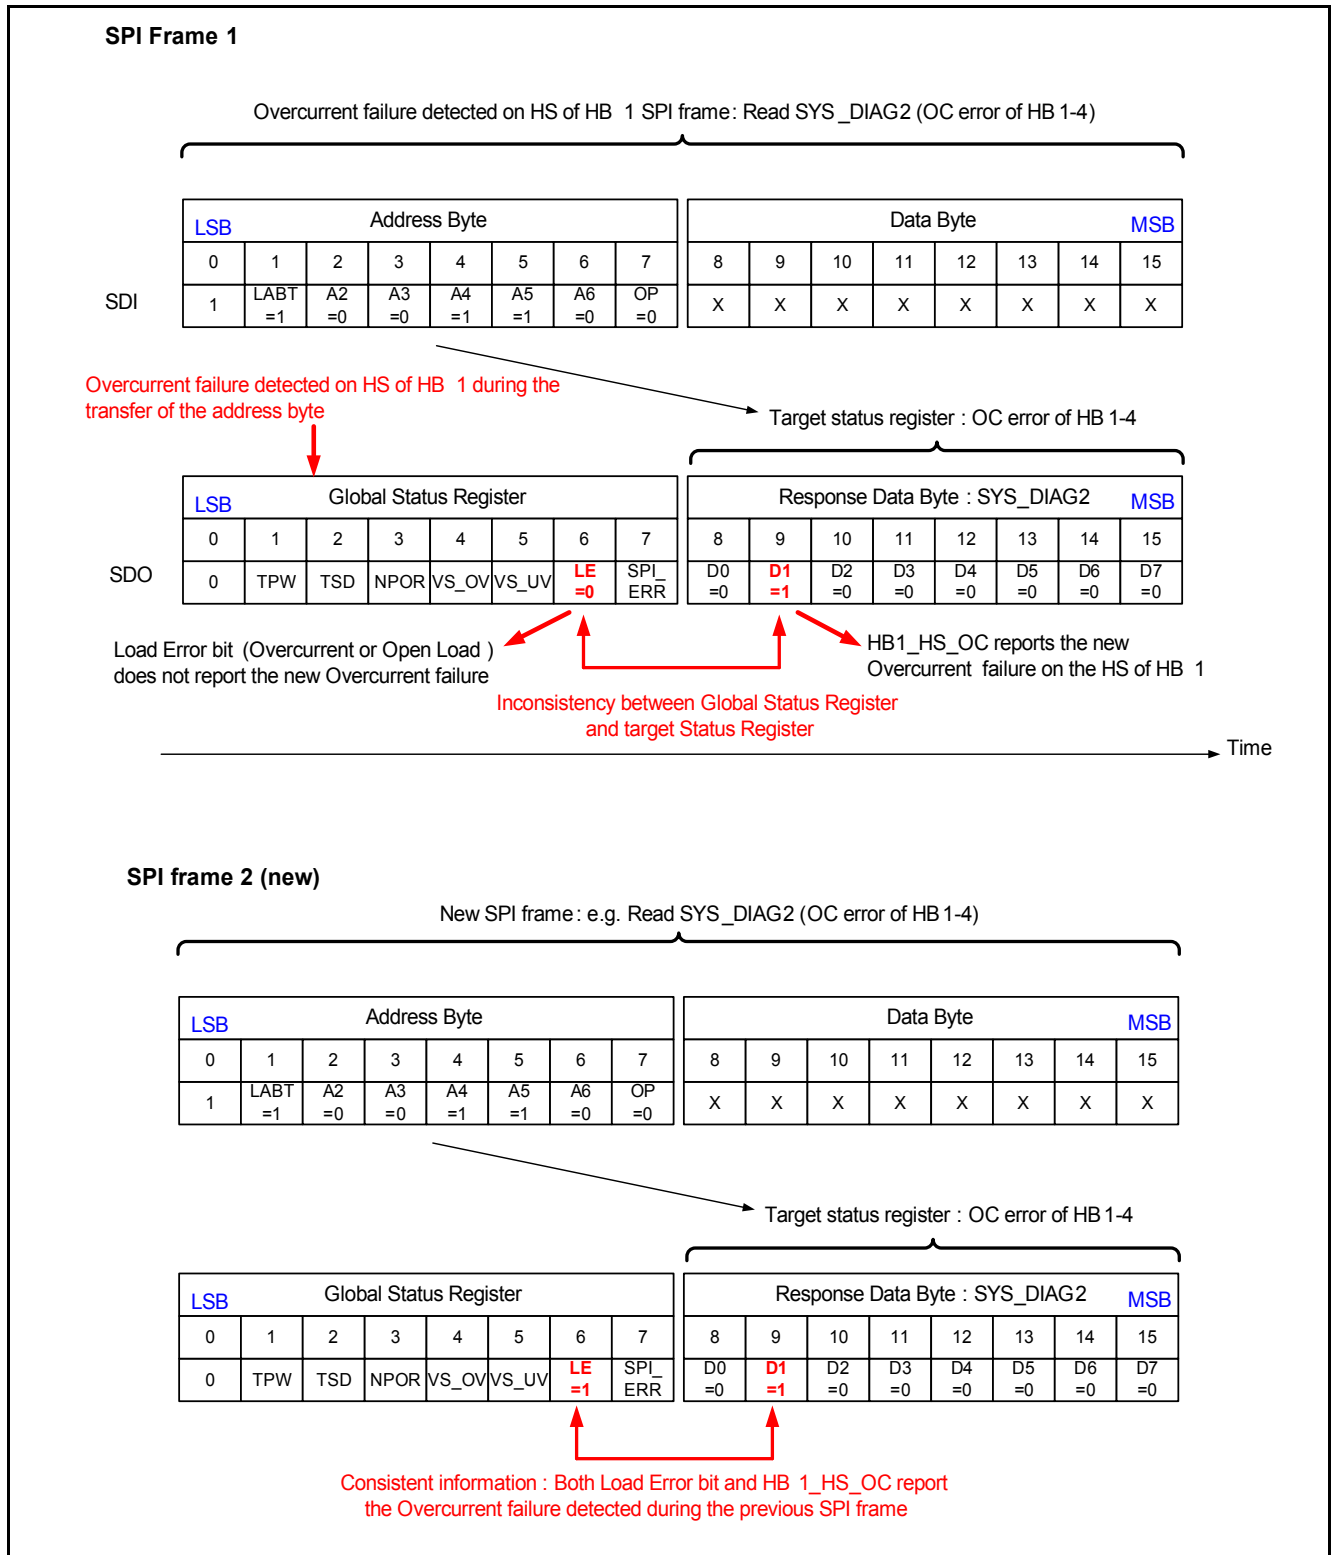 SPI Frame 1
Overcurrent failure detected on HS of HB 1 SPI frame: Read SYS_DIAG2 (OC error of HB 1-4)
LSB Address Byte Data Byte MSB
0 1 2 3 4 5 6 7 8 9 10 11 12 13 14 15
SDI 1 LABT =1 A2 =0 A3 =0 A4 =1 A5 =1 A6 =0 OP =0 X X X X X X X X
Overcurrent failure detected on HS of HB 1 during the
transfer of the address byte
Target status register : OC error of HB 1-4
LSB Global Status Register Response Data Byte : SYS_DIAG2 MSB
0 1 2 3 4 5 6 7 8 9 10 11 12 13 14 15
SDO 0 TPW TSD NPOR VS_OV VS_UV LE =0 SPI_ ERR D0 =0 D1 =1 D2 =0 D3 =0 D4 =0 D5 =0 D6 =0 D7 =0
Load Error bit (Overcurrent or Open Load )
does not report the new Overcurrent failure
HB1_HS_OC reports the new
Overcurrent failure on the HS of HB 1
Inconsistency between Global Status Register
and target Status Register
Time
SPI frame 2 (new)
New SPI frame : e.g. Read SYS_DIAG2 (OC error of HB 1-4)
LSB Address Byte Data Byte MSB
0 1 2 3 4 5 6 7 8 9 10 11 12 13 14 15
1 LABT =1 A2 =0 A3 =0 A4 =1 A5 =1 A6 =0 OP =0 X X X X X X X X
Target status register : OC error of HB 1-4
LSB Global Status Register Response Data Byte : SYS_DIAG2 MSB
0 1 2 3 4 5 6 7 8 9 10 11 12 13 14 15
0 TPW TSD NPOR VS_OV VS_UV LE =1 SPI_ ERR D0 =0 D1 =1 D2 =0 D3 =0 D4 =0 D5 =0 D6 =0 D7 =0
Consistent information : Both Load Error bit and HB 1_HS_OC report
the Overcurrent failure detected during the previous SPI frame